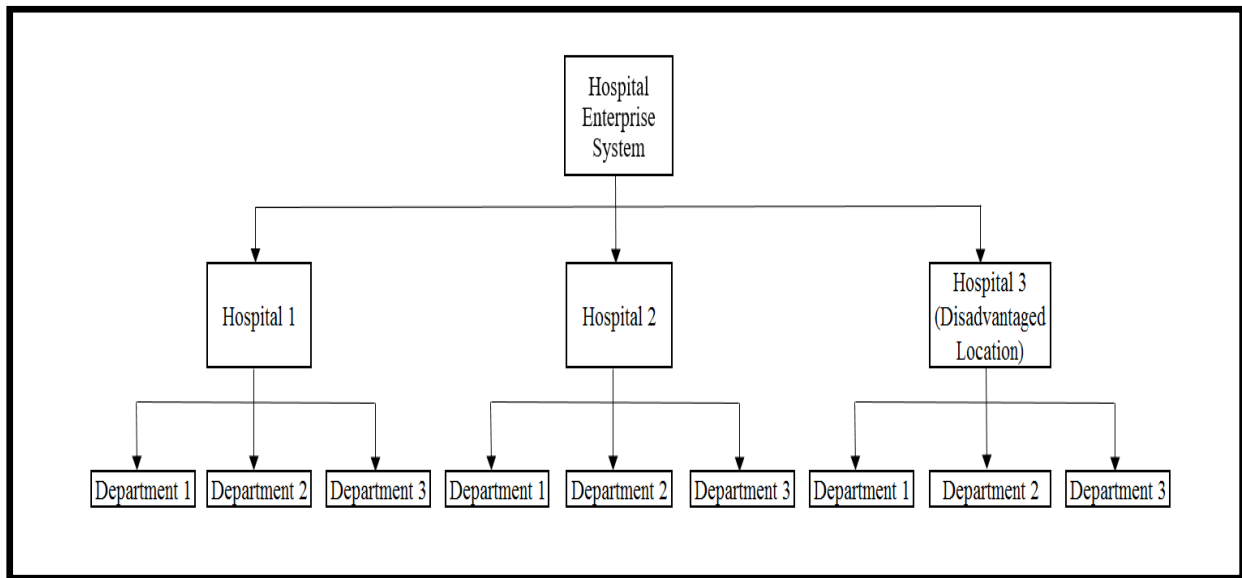 Hospital
Enterprise
System
Hospital 1
Hospital 2
Hospital 3
(Disadvantaged
Location)
Department 1
Department 2
Department 3
Department 1
Department 2
Department 3
Department 1
Department 2
Department 3